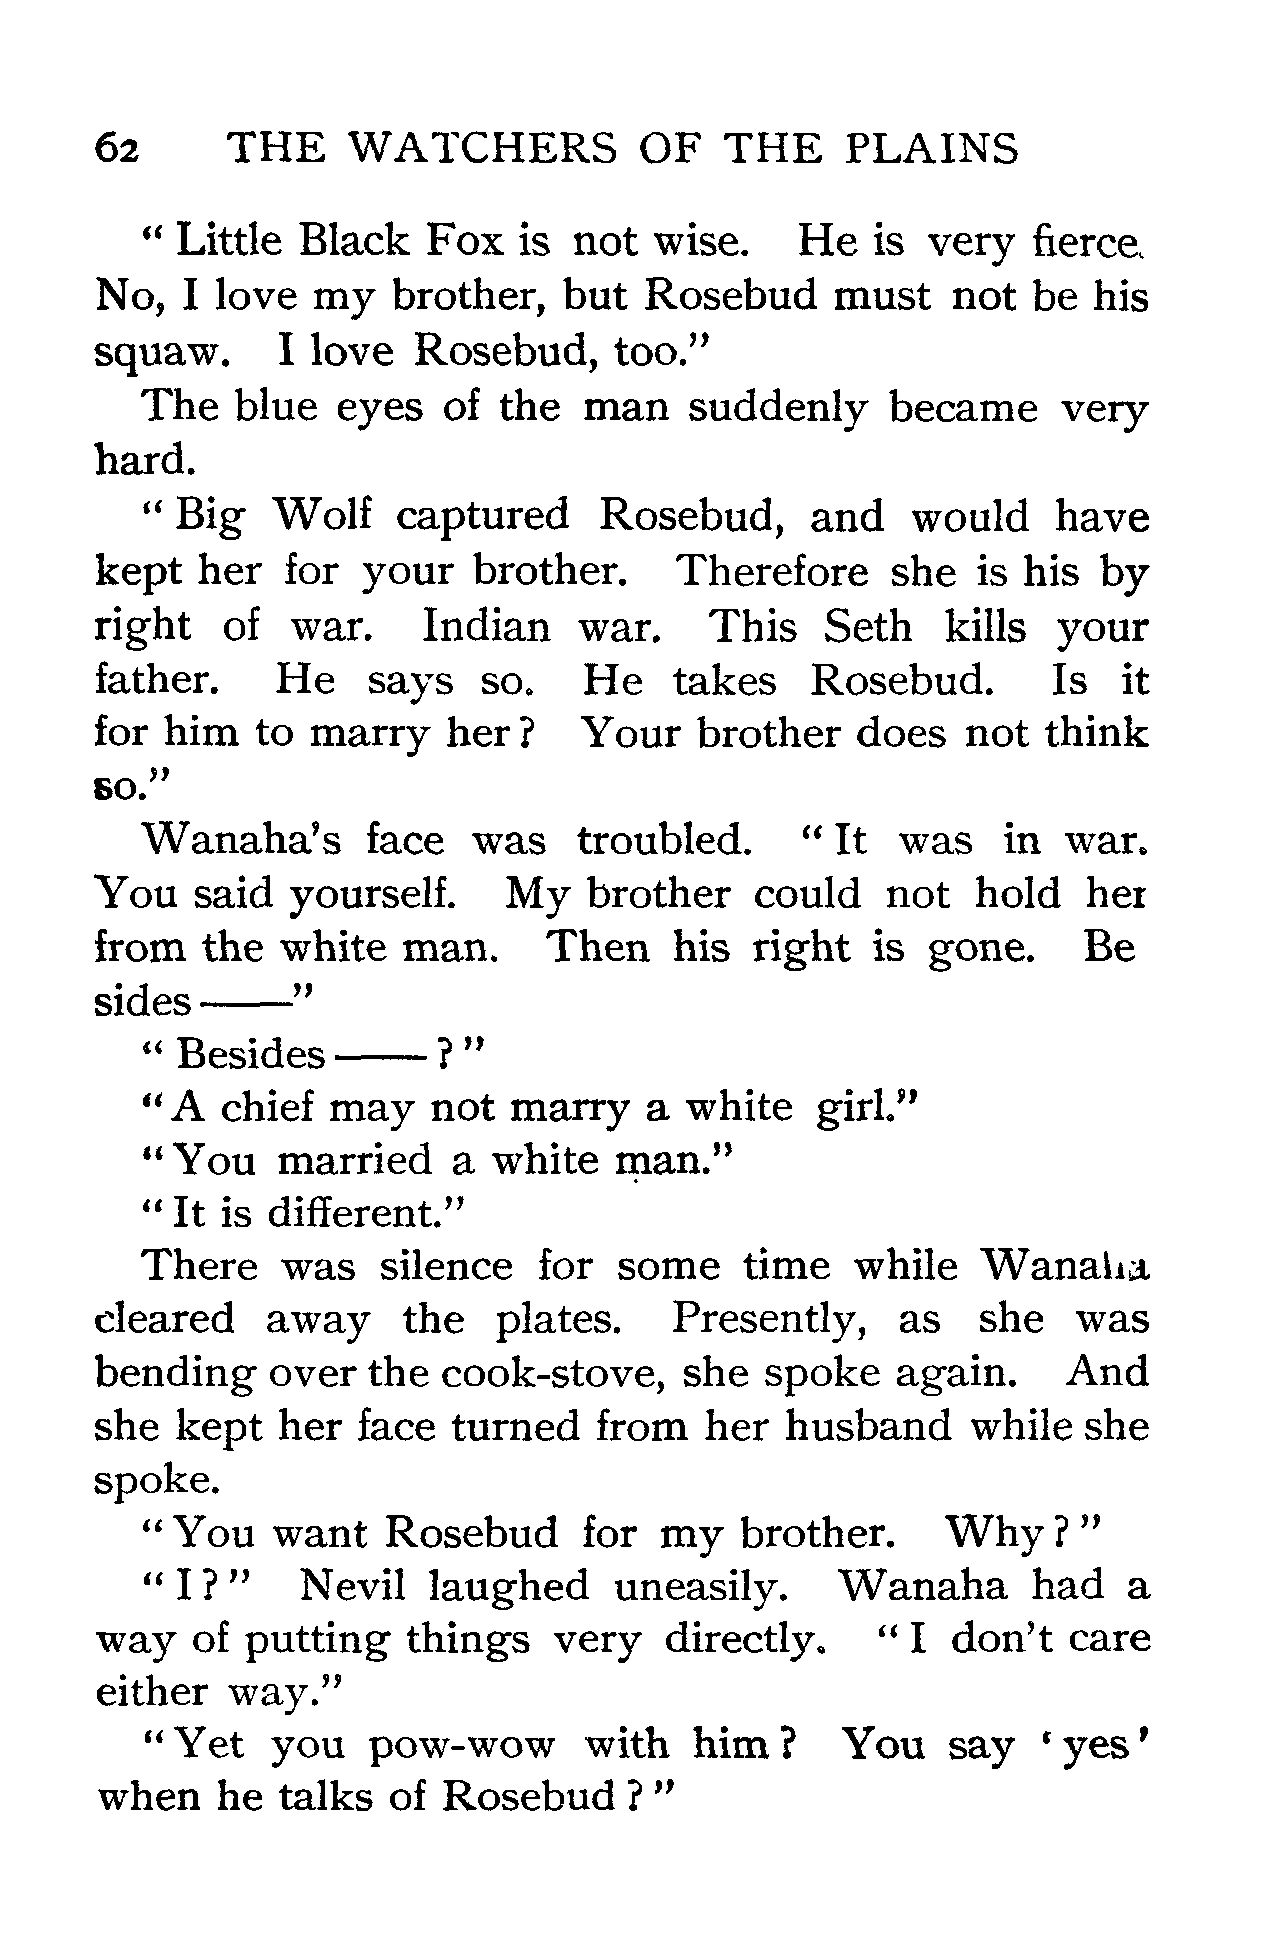 62 THE WATCHERS OF THE PLAINS
“ Little Black Fox is not wise. He is very fierce.
No, I love my brother, but Rosebud must not be his
squaw. I love Rosebud, too.”
The blue eyes of the man suddenly became very
hard.
“ Big Wolf captured Rosebud, and would have
kept her for your brother. Therefore she is his by
right of war. Indian war. This Seth kills your
father. He says so. He takes Rosebud. Is it
for him to marry her ? Your brother does not think
so.”
Wanaha’s face was troubled. “ It was in war.
You said yourself. My brother could not hold her
from the white man. Then his right is gone. Be
sides ——”
“ Besides —— ? ”
“ A chief may not marry a white girl.”
“ You married a white man.”
“ It is different.”
There was silence for some time while Wanaha
cleared away the plates. Presently, as she was
bending over the cook-stove, she spoke again. And
she kept her face turned from her husband while she
spoke.
“ You want Rosebud for my brother. Why ? ”
“ I ? ” Nevil laughed uneasily. Wanaha had a
way of putting things very directly. “ I don’t care
either way.”
“ Yet you pow-wow with him ? You say ‘ yes ’
when he talks of Rosebud ? ”